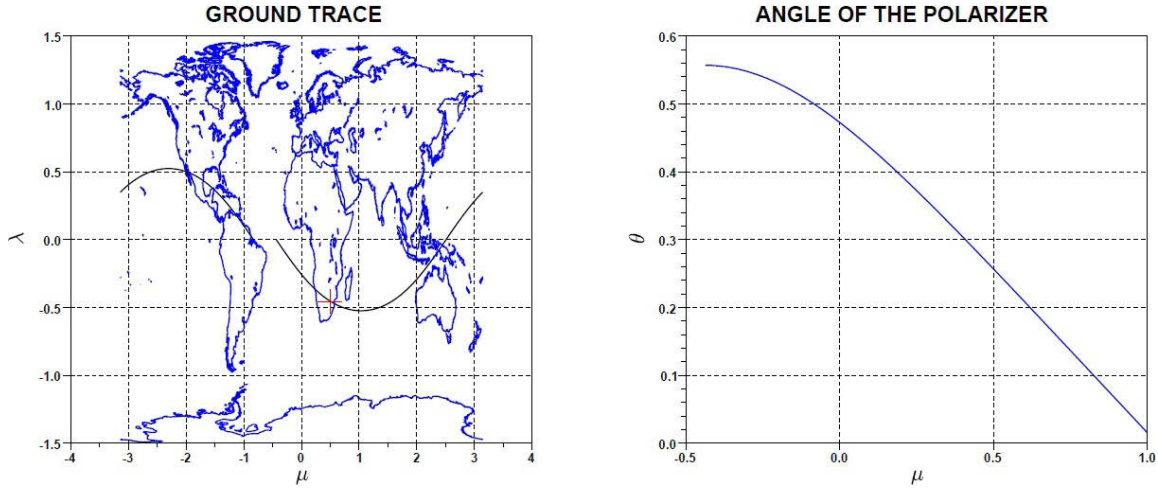 GROUND TRACE
1.5
1.0
0.5
0.0
-0.5
-1.0
-1.5
-4 -3 -2 -1 0 1 2 3 4
λ
μ
ANGLE OF THE POLARIZER
0.6
0.5
0.4
0.3
0.2
0.1
0.0
-0.5 0.0 0.5 1.0
θ
μ